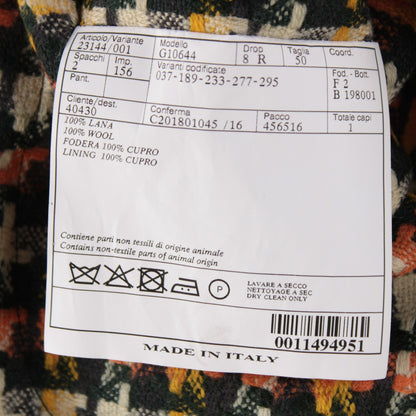 Articolo/Variante Modello Drop Taglia Coord.
23144/001 G10644 8 R 50
Spacchi Imp. Varianti codificate Fod. - Bott.
2 156 037-189-233-277-295 F 2
Pant. B 198001
Cliente/dest. Conferma Pacco Totale capi
40430 C201801045 /16 456516 1
100% LANA
100% WOOL
FODERA 100% CUPRO
LINING 100% CUPRO
Contiene parti non tessili di origine animale
Contains non-textile parts of animal origin
P
LAVARE A SECCO
NETTOYAGE A SEC
DRY CLEAN ONLY
0011494951
MADE IN ITALY